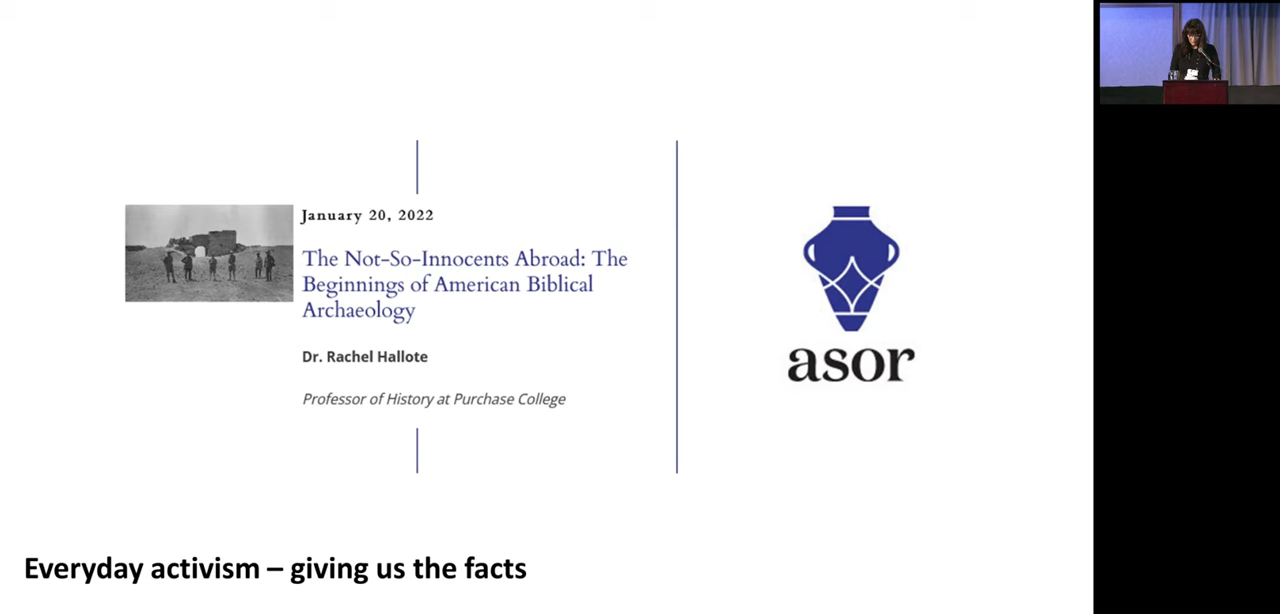 January 20, 2022
The Not-So-Innocents Abroad: The
Beginnings of American Biblical
Archaeology
Dr. Rachel Hallote
Professor of History at Purchase College
asor
Everyday activism – giving us the facts